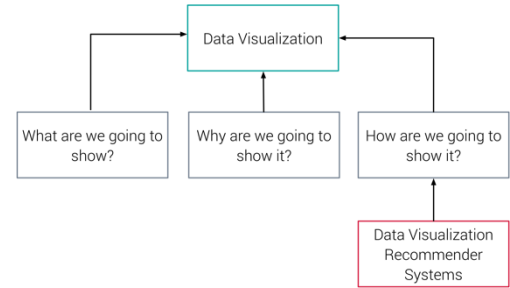 Data Visualization
What are we going to
show?
Why are we going to
show it?
How are we going to
show it?
Data Visualization
Recommender
Systems